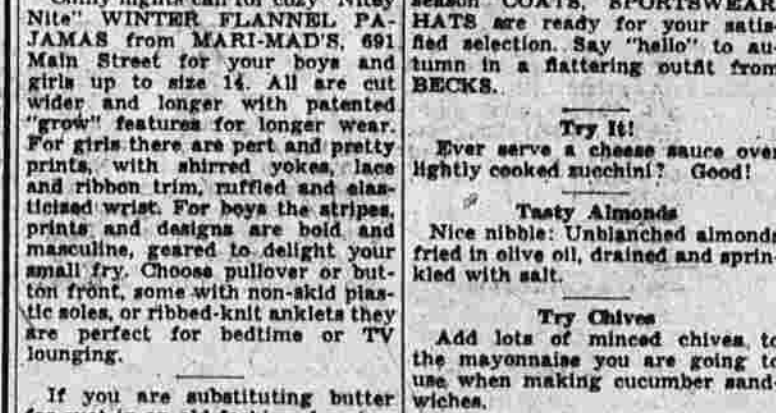 Nite" WINTER FLANNEL PA-
JAMAS from MARI-MAD'S, 691
Main Street for your boys and
girls up to size 14. All are cut
wider and longer with patented
"grow" features for longer wear.
For girls there are pert and pretty
prints, with shirred yokes, lace
and ribbon trim, ruffled and elas-
ticised wrist. For boys the stripes,
prints and designs are bold and
masculine, geared to delight your
small fry. Choose pullover or but-
ton front, some with non-skid plas-
tic soles, or ribbed-knit anklets they
are perfect for bedtime or TV
lounging.
If you are substituting butter
season COATS, SPORTSWEAR
HATS are ready for your satis-
fied selection. Say "hello" to au-
tumn in a flattering outfit from
BECKS.
Try It!
Ever serve a cheese sauce over
lightly cooked zucchini? Good!
Tasty Almonds
Nice nibble: Unblanched almonds
fried in olive oil, drained and sprin-
kled with salt.
Try Chives
Add lots of minced chives to
the mayonnaise you are going to
use when making cucumber sand-
wiches.